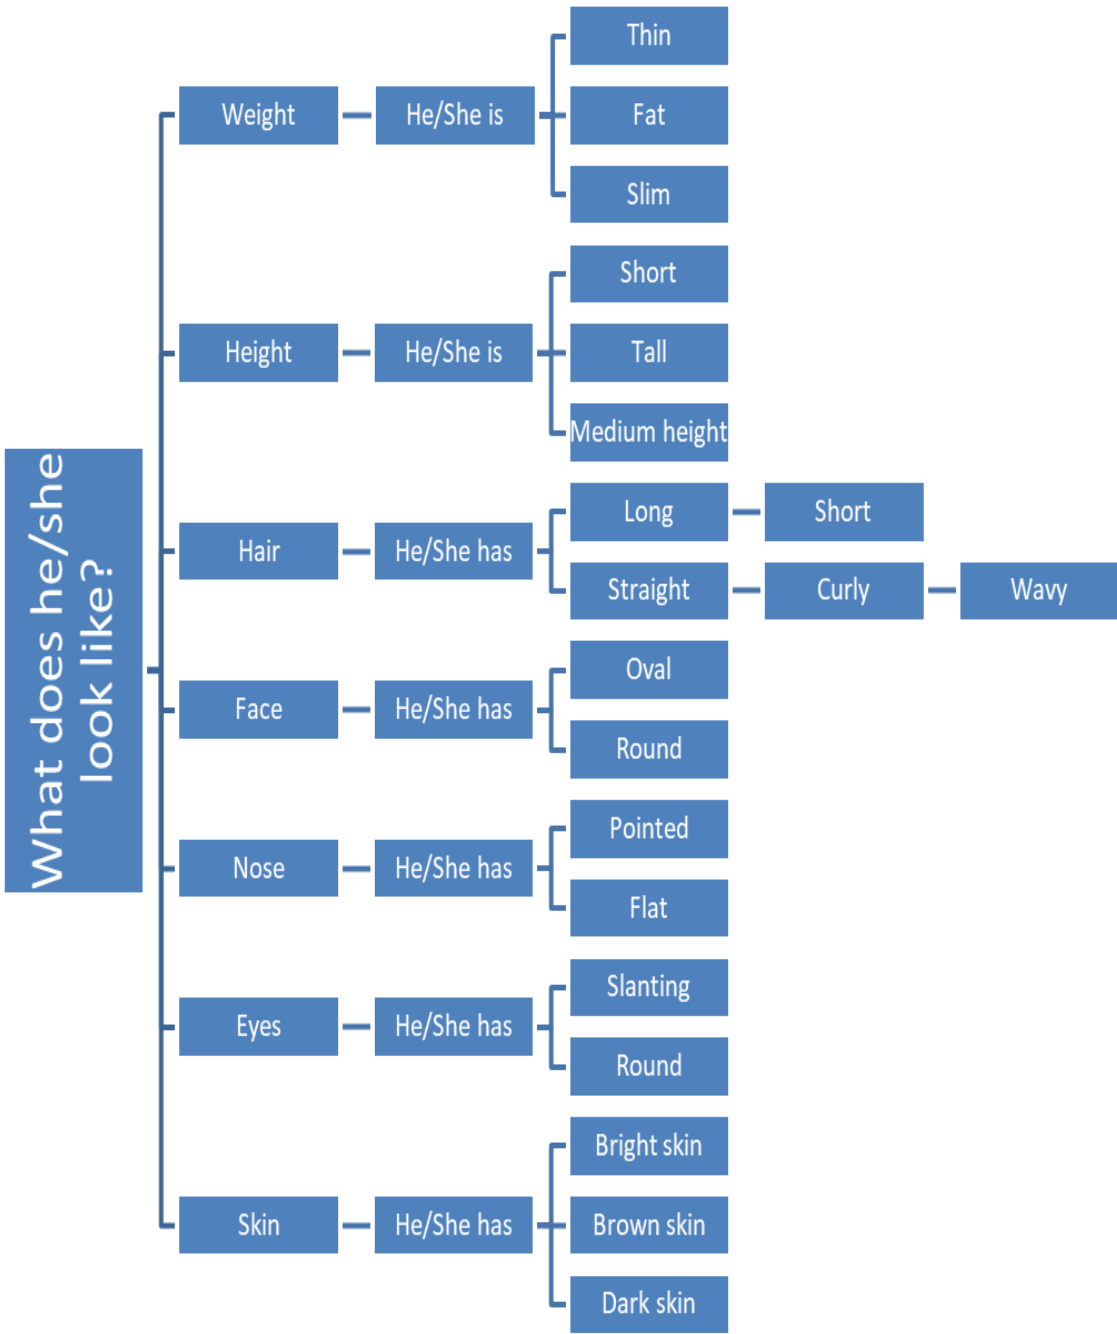 What does he/she
look like?
Weight
He/She is
Thin
Fat
Slim
Height
He/She is
Short
Tall
Medium height
Hair
He/She has
Long
Short
Straight
Curly
Wavy
Face
He/She has
Oval
Round
Nose
He/She has
Pointed
Flat
Eyes
He/She has
Slanting
Round
Skin
He/She has
Bright skin
Brown skin
Dark skin